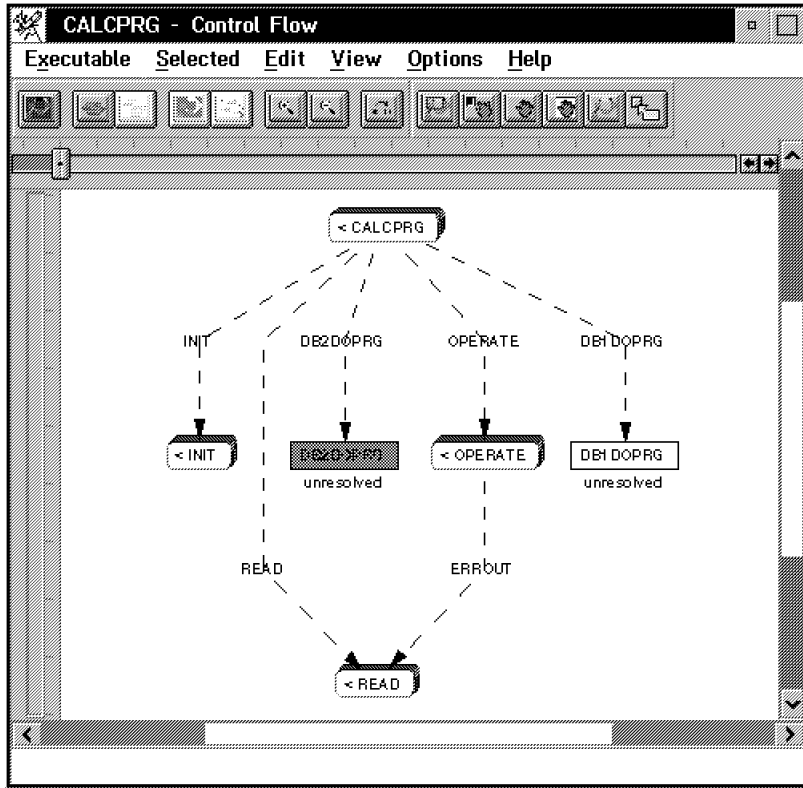 CALCPRG - Control Flow
Executable Selected Edit View Options Help
< CALCPRG
INIT DB2DOPRG OPERATE DB1DOPRG
< INIT DB2DOPRG < OPERATE DB1DOPRG
unresolved unresolved
READ ERROUT
< READ